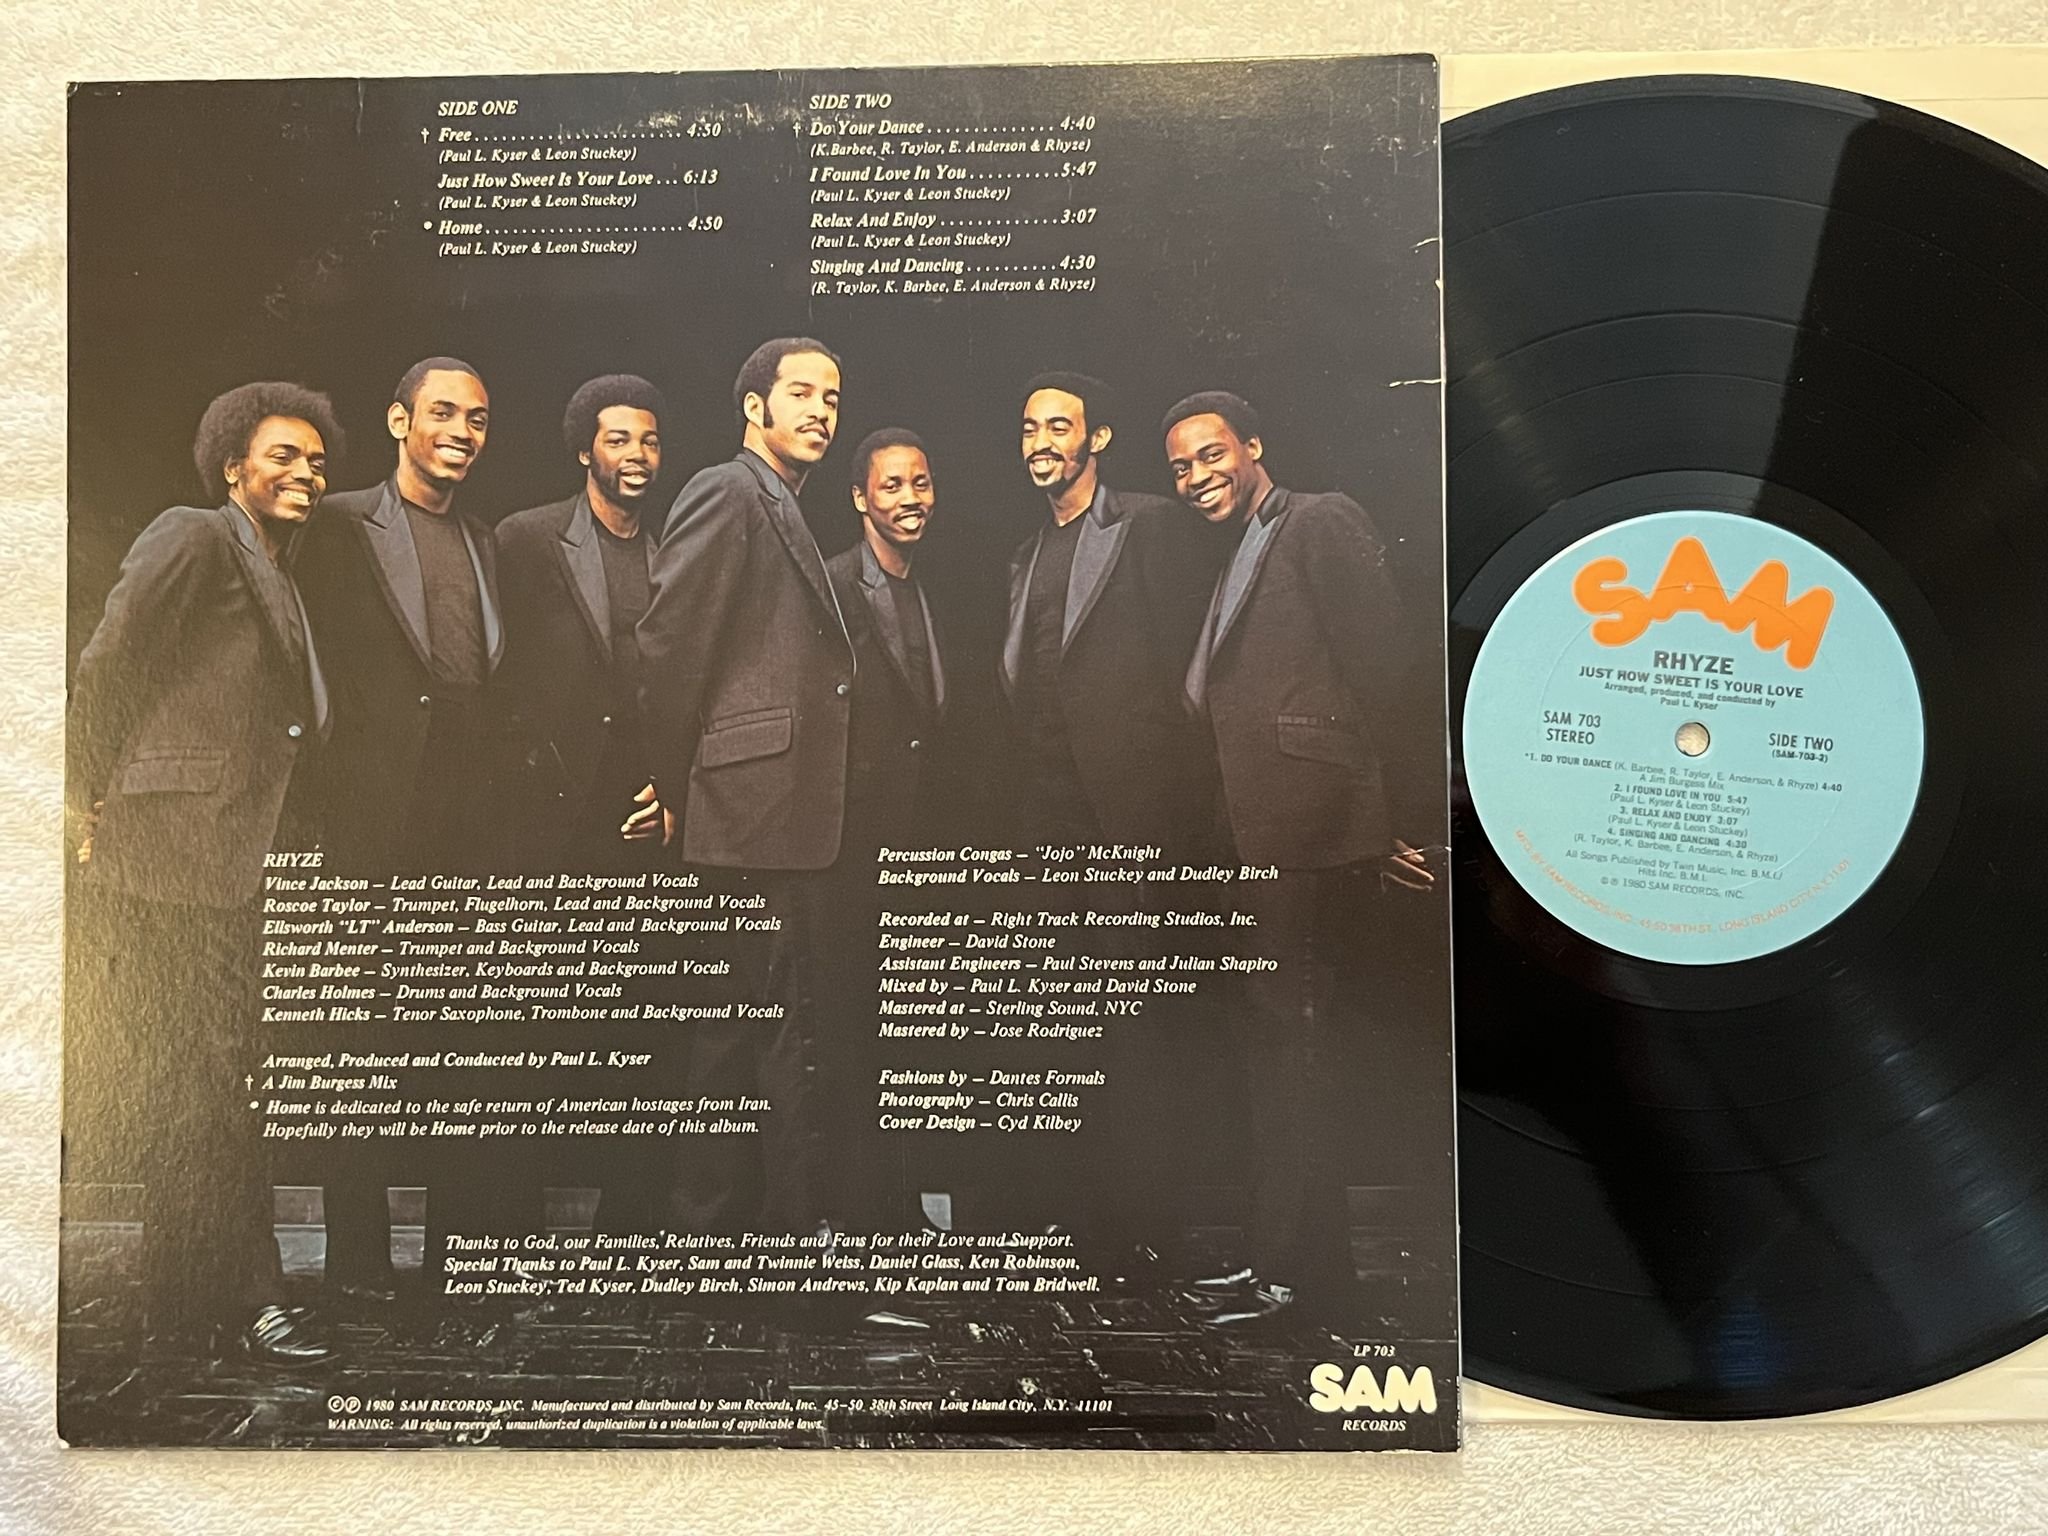 SIDE ONE
† Free ....................... 4:50
(Paul L. Kyser & Leon Stuckey)
Just How Sweet Is Your Love ... 6:13
(Paul L. Kyser & Leon Stuckey)
• Home ...................... 4:50
(Paul L. Kyser & Leon Stuckey)
SIDE TWO
† Do Your Dance .............. 4:40
(K.Barbee, R. Taylor, E. Anderson & Rhyze)
I Found Love In You ..........5:47
(Paul L. Kyser & Leon Stuckey)
Relax And Enjoy .............3:07
(Paul L. Kyser & Leon Stuckey)
Singing And Dancing ..........4:30
(R. Taylor, K. Barbee, E. Anderson & Rhyze)
RHYZE
Vince Jackson – Lead Guitar, Lead and Background Vocals
Roscoe Taylor – Trumpet, Flugelhorn, Lead and Background Vocals
Ellsworth "LT" Anderson – Bass Guitar, Lead and Background Vocals
Richard Menter – Trumpet and Background Vocals
Kevin Barbee – Synthesizer, Keyboards and Background Vocals
Charles Holmes – Drums and Background Vocals
Kenneth Hicks – Tenor Saxophone, Trombone and Background Vocals
Arranged, Produced and Conducted by Paul L. Kyser
† A Jim Burgess Mix
• Home is dedicated to the safe return of American hostages from Iran.
Hopefully they will be Home prior to the release date of this album.
Percussion Congas – "Jojo" McKnight
Background Vocals – Leon Stuckey and Dudley Birch
Recorded at – Right Track Recording Studios, Inc.
Engineer – David Stone
Assistant Engineers – Paul Stevens and Julian Shapiro
Mixed by – Paul L. Kyser and David Stone
Mastered at – Sterling Sound, NYC
Mastered by – Jose Rodriguez
Fashions by – Dantes Formals
Photography – Chris Callis
Cover Design – Cyd Kilbey
Thanks to God, our Families, Relatives, Friends and Fans for their Love and Support.
Special Thanks to Paul L. Kyser, Sam and Twinnie Weiss, Daniel Glass, Ken Robinson,
Leon Stuckey, Ted Kyser, Dudley Birch, Simon Andrews, Kip Kaplan and Tom Bridwell.
LP 703
SAM
RECORDS
©℗ 1980 SAM RECORDS, INC. Manufactured and distributed by Sam Records, Inc. 45-50 38th Street Long Island City, N.Y. 11101
WARNING: All rights reserved, unauthorized duplication is a violation of applicable laws.
SAM
RHYZE
JUST HOW SWEET IS YOUR LOVE
Arranged, produced, and conducted by
Paul L. Kyser
SAM 703
STEREO
SIDE TWO
(SAM-703-2)
*1. DO YOUR DANCE (K. Barbee, R. Taylor, E. Anderson, & Rhyze) 4:40
A Jim Burgess Mix
2. I FOUND LOVE IN YOU 5:47
(Paul L. Kyser & Leon Stuckey)
3. RELAX AND ENJOY 3:07
(Paul L. Kyser & Leon Stuckey)
4. SINGING AND DANCING 4:30
(R. Taylor, K. Barbee, E. Anderson, & Rhyze)
All Songs Published by Twin Music, Inc. B.M.I./
Hits Inc. B.M.I.
©℗ 1980 SAM RECORDS, INC.
MFG. BY SAM RECORDS, INC., 45-50 38TH ST., LONG ISLAND CITY, N.Y. 11101